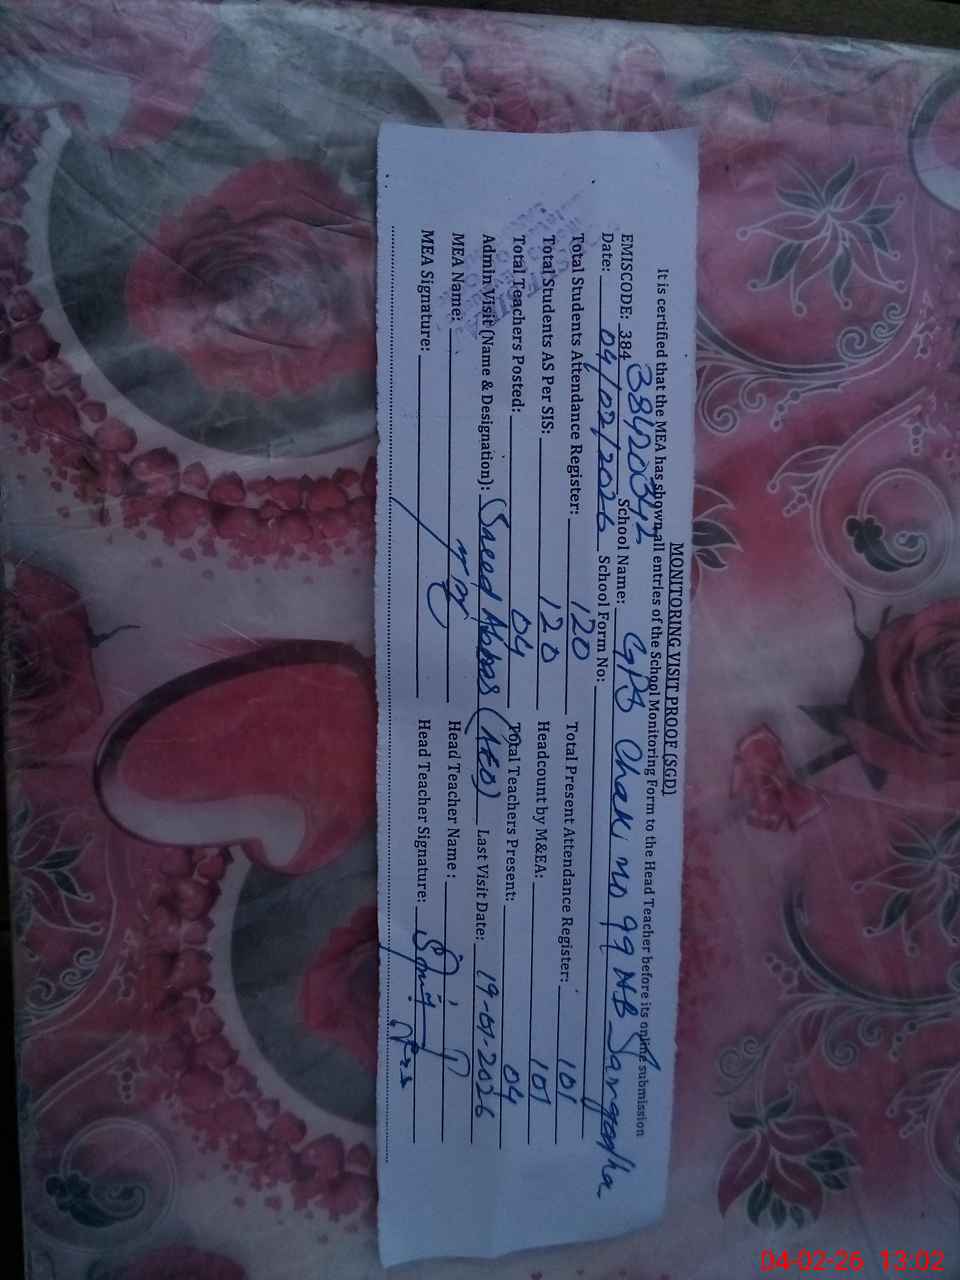 MONITORING VISIT PROOF (SGD)
It is certified that the MEA has shown all entries of the School Monitoring Form to the Head Teacher before its online submission
EMISCODE: 384 38420342 School Name: GPS Chak no 99 NB Sargodha
Date: 04/02/2026 School Form No:
Total Students Attendance Register: 120 Total Present Attendance Register: 101
Total Students AS Per SIS: 120 Headcount by M&EA: 101
Total Teachers Posted: 04 Total Teachers Present: 04
Admin Visit (Name & Designation): Saeed Abbas (AEO) Last Visit Date: 19-01-2026
MEA Name: Head Teacher Name:
MEA Signature: Head Teacher Signature:
04-02-26 13:02